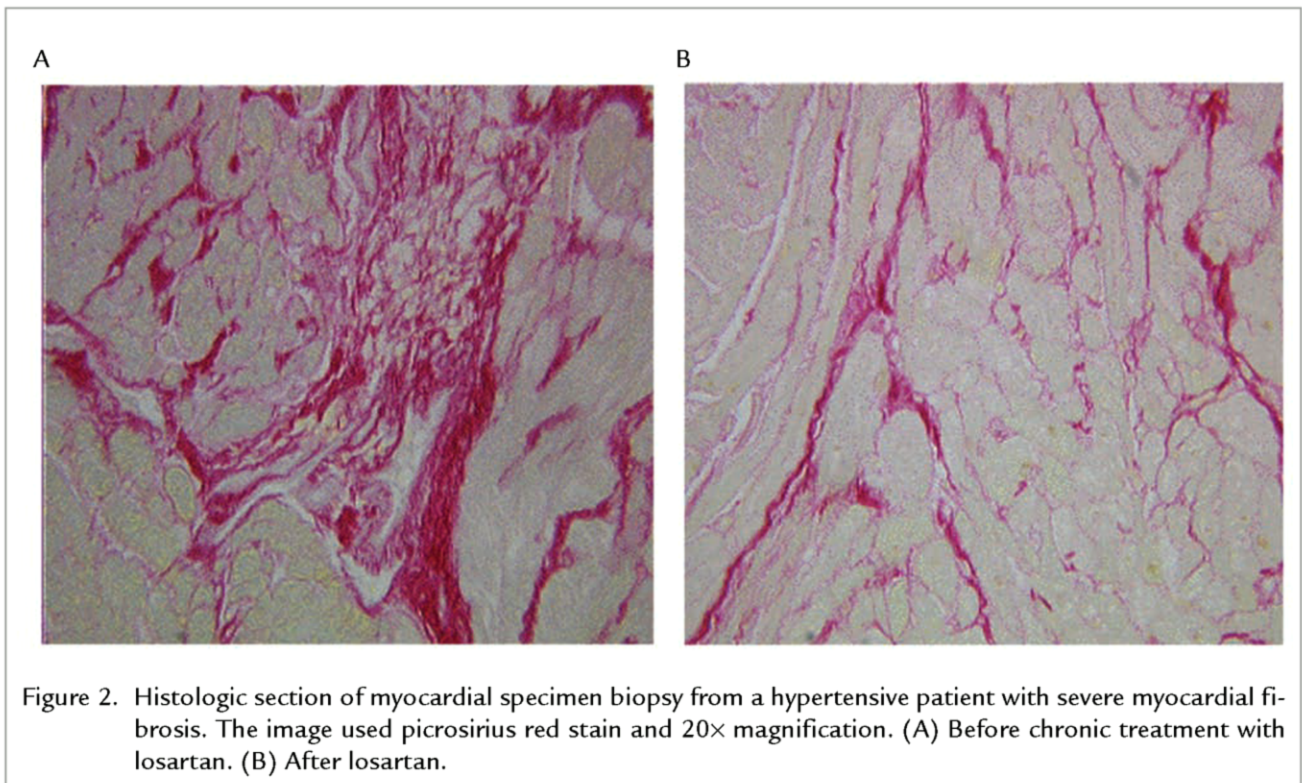 A
B
Figure 2. Histologic section of myocardial specimen biopsy from a hypertensive patient with severe myocardial fi-
brosis. The image used picrosirius red stain and 20× magnification. (A) Before chronic treatment with
losartan. (B) After losartan.